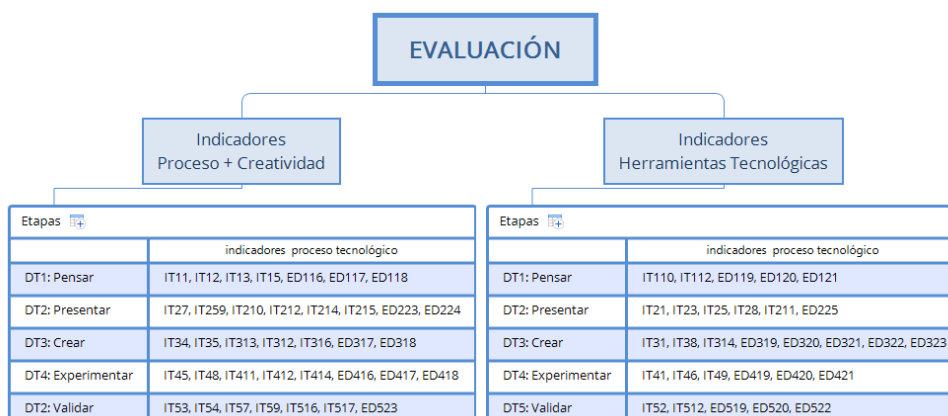 EVALUACIÓN
Indicadores
Proceso + Creatividad
Indicadores
Herramientas Tecnológicas
Etapas
indicadores proceso tecnológico
DT1: Pensar IT11, IT12, IT13, IT15, ED116, ED117, ED118
DT2: Presentar IT27, IT259, IT210, IT212, IT214, IT215, ED223, ED224
DT3: Crear IT34, IT35, IT313, IT312, IT316, ED317, ED318
DT4: Experimentar IT45, IT48, IT411, IT412, IT414, ED416, ED417, ED418
DT2: Validar IT53, IT54, IT57, IT59, IT516, IT517, ED523
Etapas
indicadores proceso tecnológico
DT1: Pensar IT110, IT112, ED119, ED120, ED121
DT2: Presentar IT21, IT23, IT25, IT28, IT211, ED225
DT3: Crear IT31, IT38, IT314, ED319, ED320, ED321, ED322, ED323
DT4: Experimentar IT41, IT46, IT49, ED419, ED420, ED421
DT5: Validar IT52, IT512, ED519, ED520, ED522